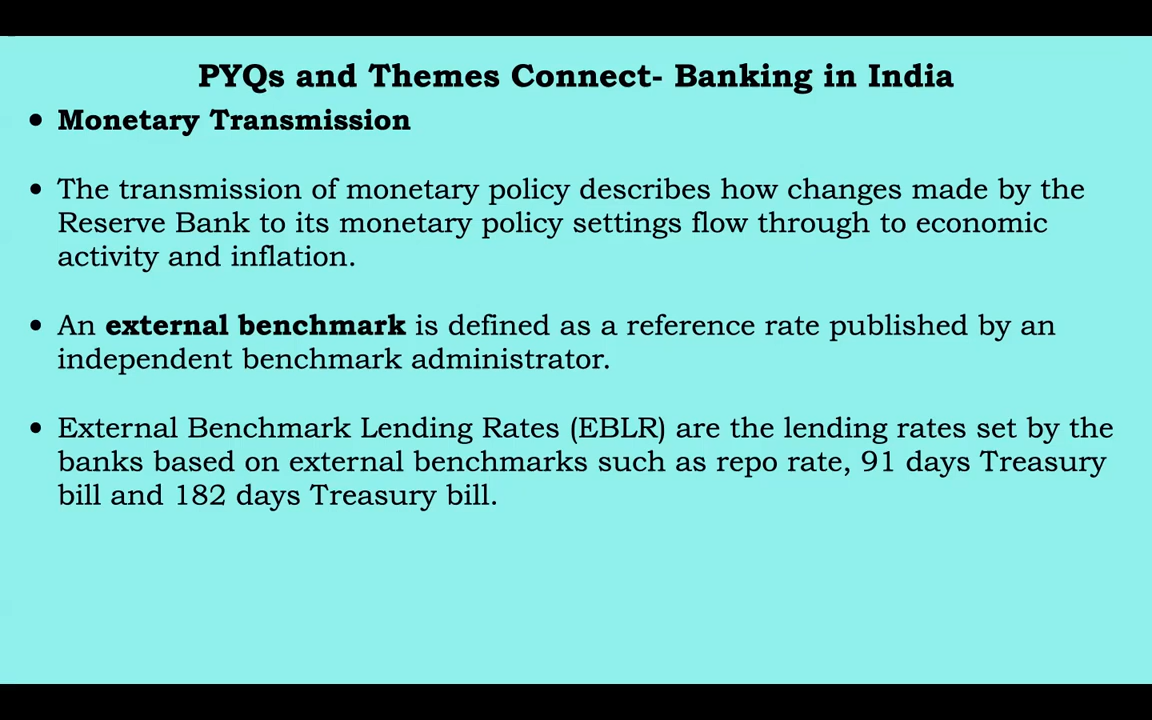 PYQs and Themes Connect- Banking in India
• Monetary Transmission
• The transmission of monetary policy describes how changes made by the
Reserve Bank to its monetary policy settings flow through to economic
activity and inflation.
• An external benchmark is defined as a reference rate published by an
independent benchmark administrator.
• External Benchmark Lending Rates (EBLR) are the lending rates set by the
banks based on external benchmarks such as repo rate, 91 days Treasury
bill and 182 days Treasury bill.